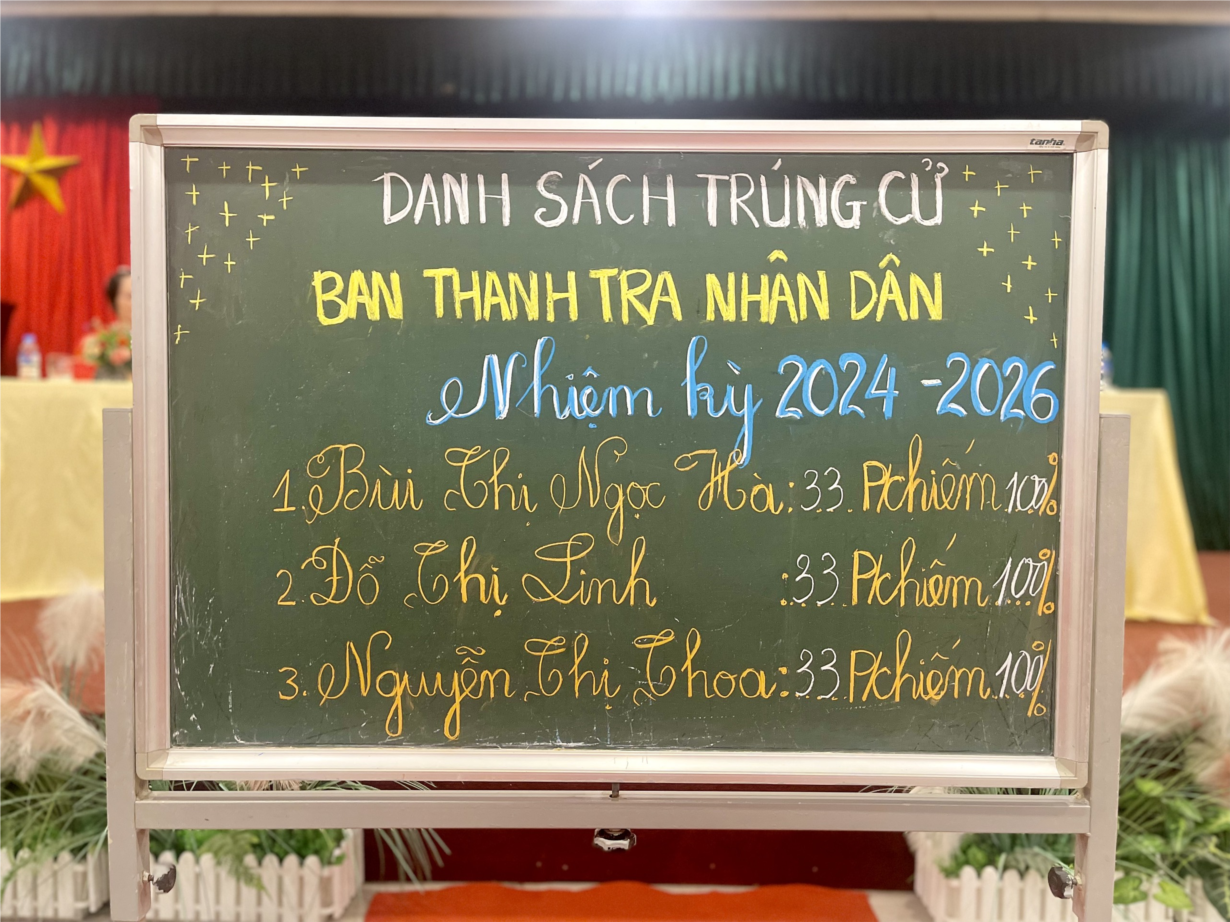 tanha.
DANH SÁCH TRÚNG CỬ
BAN THANH TRA NHÂN DÂN
Nhiệm kỳ 2024 - 2026
1. Bùi Thị Ngọc Hà: 33 P chiếm 100%
2. Đỗ Thị Linh : 33 P chiếm 100%
3. Nguyễn Thị Thoa: 33 P chiếm 100%